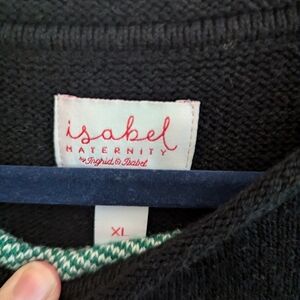 isabel
MATERNITY
by Ingrid & Isabel
XL